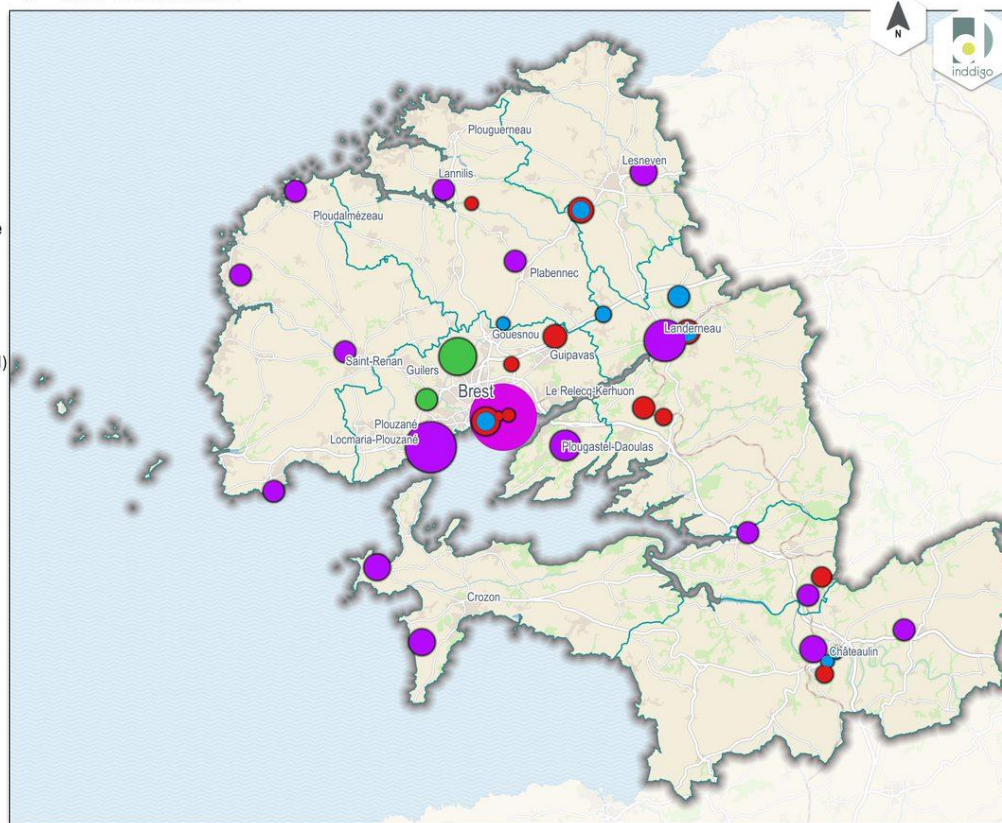 N
inddigo
Plouguerneau
Lesneven
Lannilis
Ploudalmézeau
e
Plabennec
Landerneau
Gouesnou
Guipavas
)
Saint-Renan
Guilers
Brest
Le Relecq-Kerhuon
Plouzané
Locmaria-Plouzané
Plougastel-Daoulas
Crozon
Châteaulin